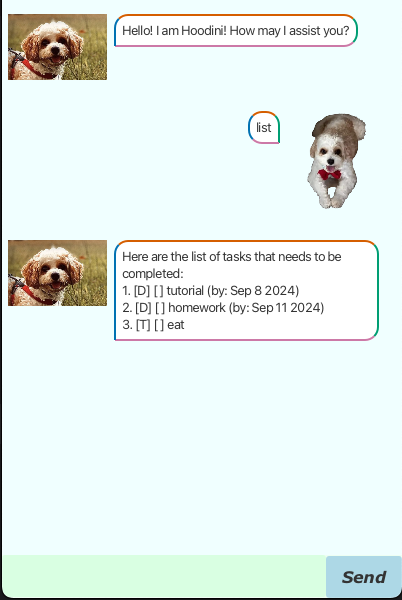 Hello! I am Hoodini! How may I assist you?
list
Here are the list of tasks that needs to be
completed:
1. [D] [ ] tutorial (by: Sep 8 2024)
2. [D] [ ] homework (by: Sep 11 2024)
3. [T] [ ] eat
Send